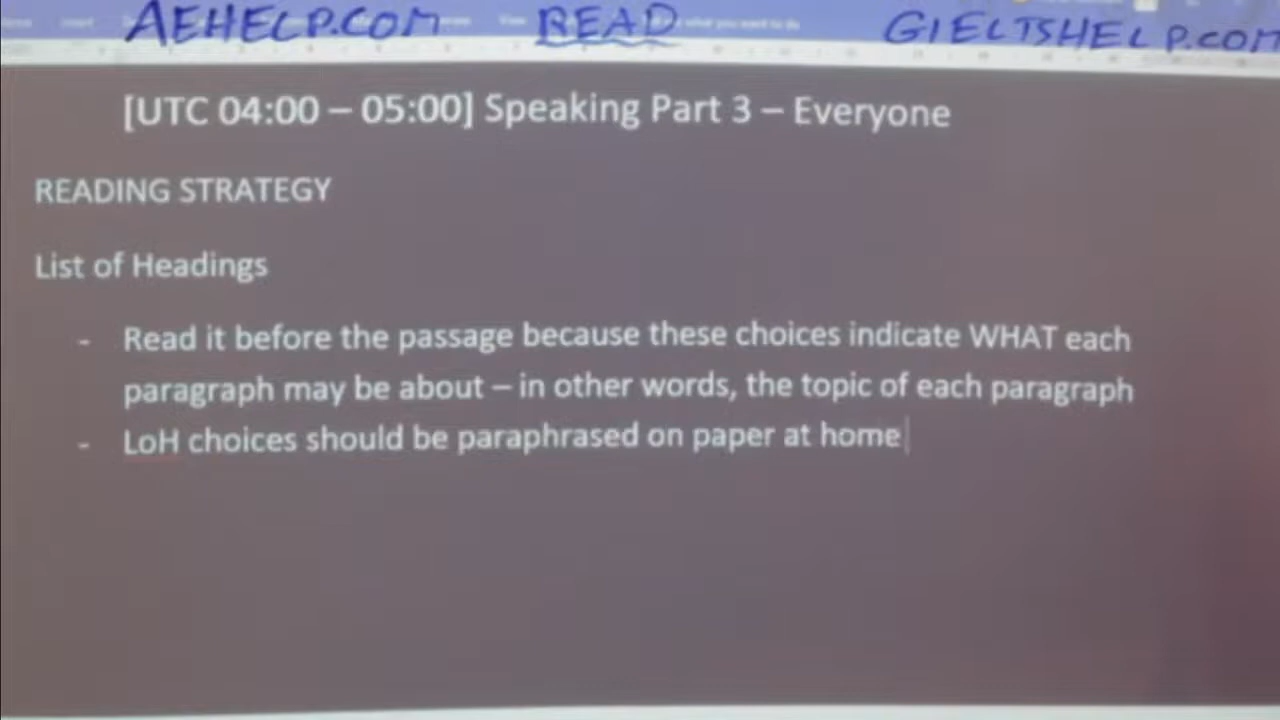 AEHELP.COM READ GIELTSHELP.COM
[UTC 04:00 – 05:00] Speaking Part 3 – Everyone
READING STRATEGY
List of Headings
- Read it before the passage because these choices indicate WHAT each
paragraph may be about – in other words, the topic of each paragraph
- LoH choices should be paraphrased on paper at home